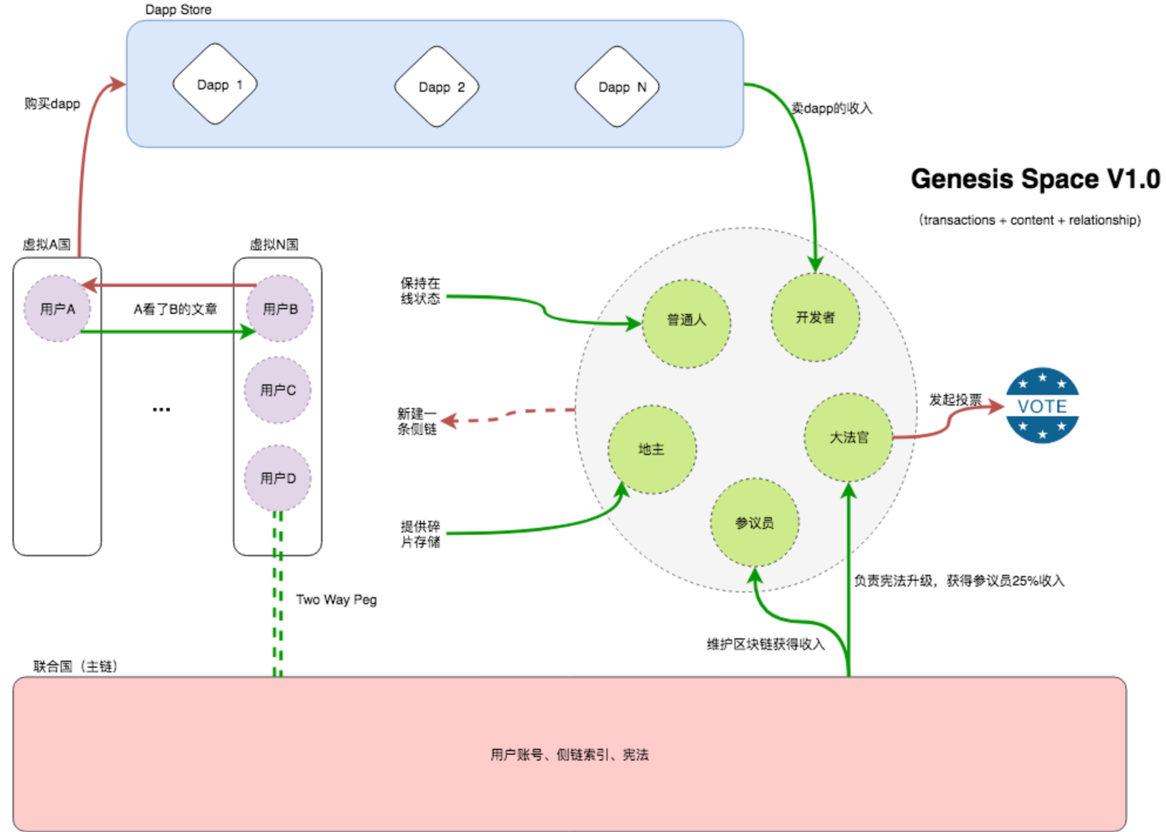 Dapp Store
Dapp 1
Dapp 2
Dapp N
购买dapp
卖dapp的收入
Genesis Space V1.0
（transactions + content + relationship)
虚拟A国
虚拟N国
用户A
A看了B的文章
用户B
用户C
用户D
...
保持在
线状态
普通人
开发者
新建一
条侧链
地主
大法官
发起投票
VOTE
参议员
提供碎
片存储
负责宪法升级，获得参议员25%收入
Two Way Peg
维护区块链获得收入
联合国（主链）
用户账号、侧链索引、宪法